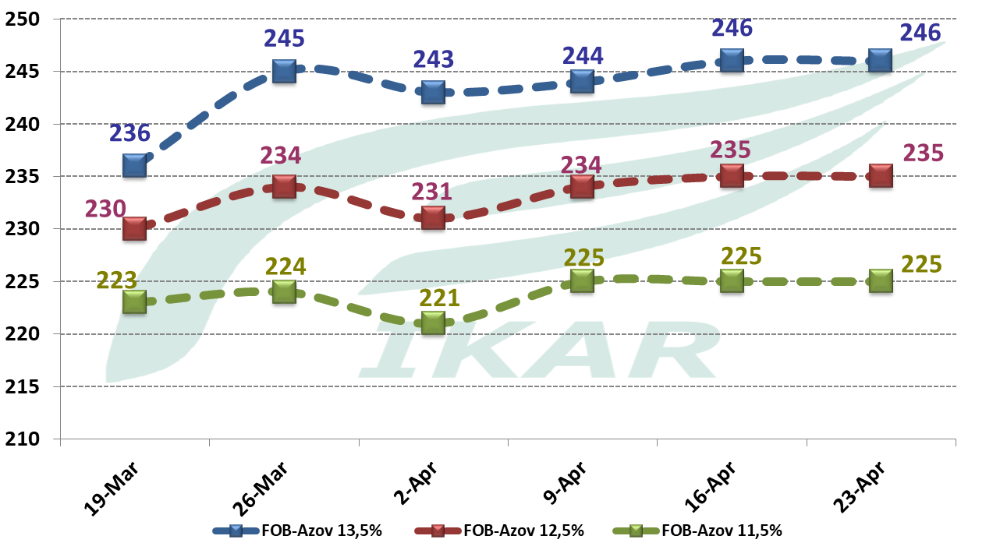 250
245
240
235
230
225
220
215
210
236 245 243 244 246 246
230 234 231 234 235 235
223 224 221 225 225 225
IKAR
19-Mar 26-Mar 2-Apr 9-Apr 16-Apr 23-Apr
FOB-Azov 13,5% FOB-Azov 12,5% FOB-Azov 11,5%